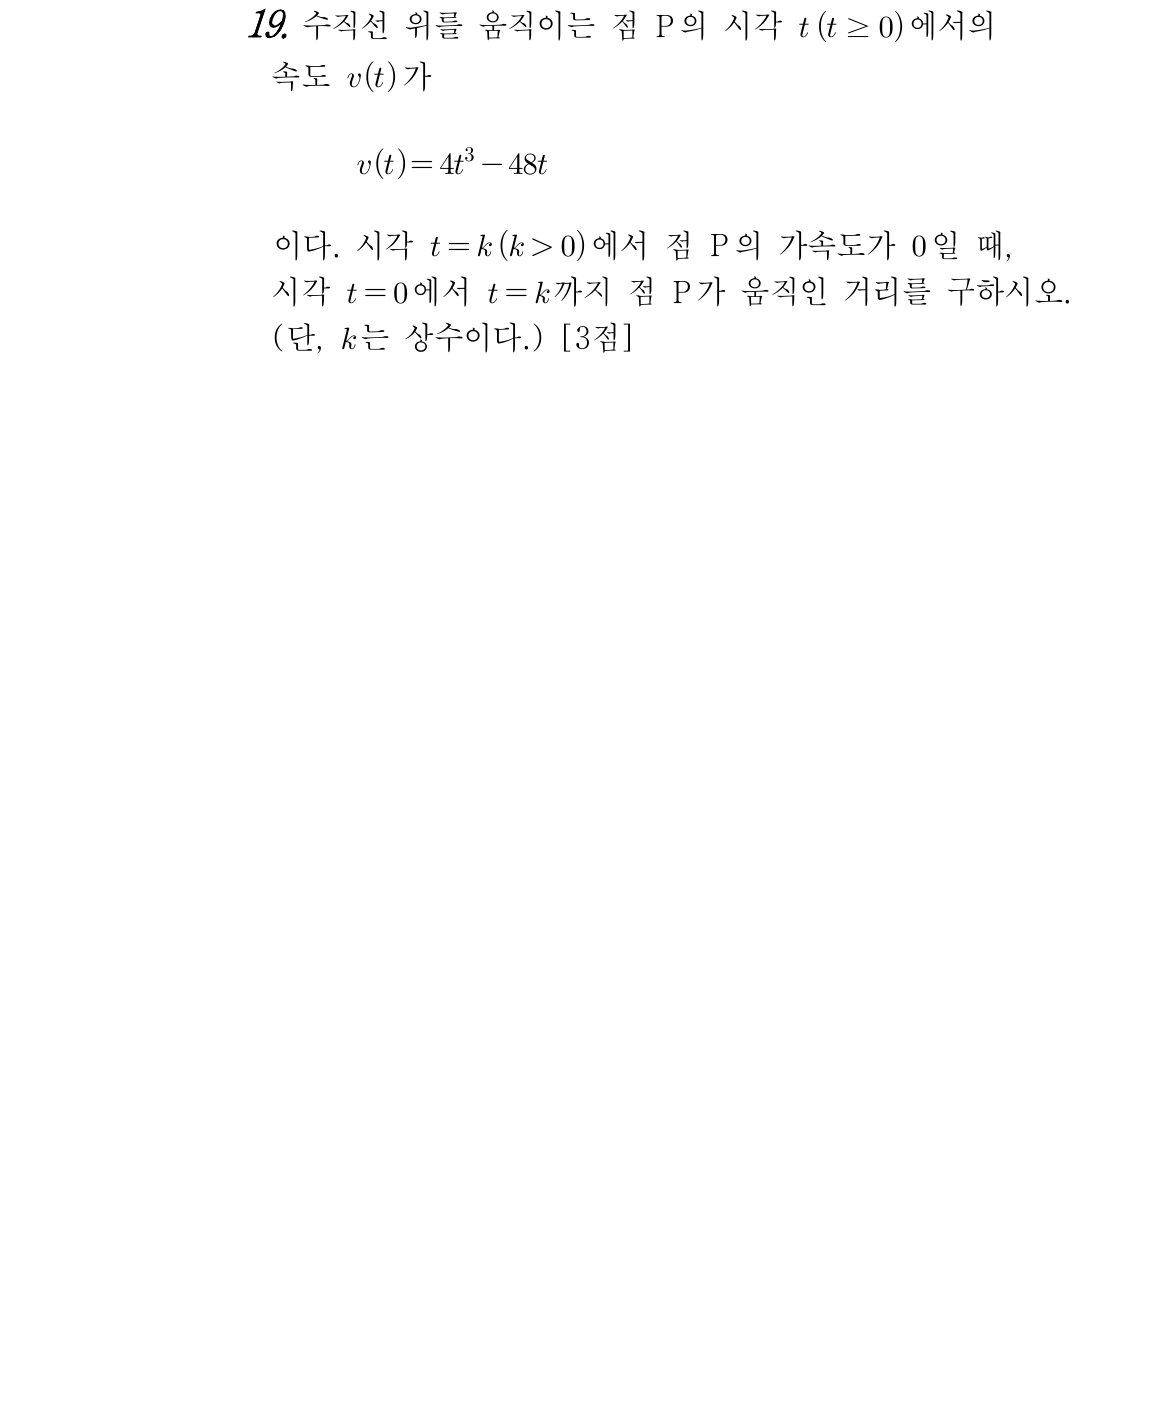 19. 수직선 위를 움직이는 점 P의 시각 t (t ≥ 0)에서의
속도 v(t)가
v(t) = 4t³ − 48t
이다. 시각 t = k (k > 0)에서 점 P의 가속도가 0일 때,
시각 t = 0에서 t = k까지 점 P가 움직인 거리를 구하시오.
(단, k는 상수이다.) [3점]